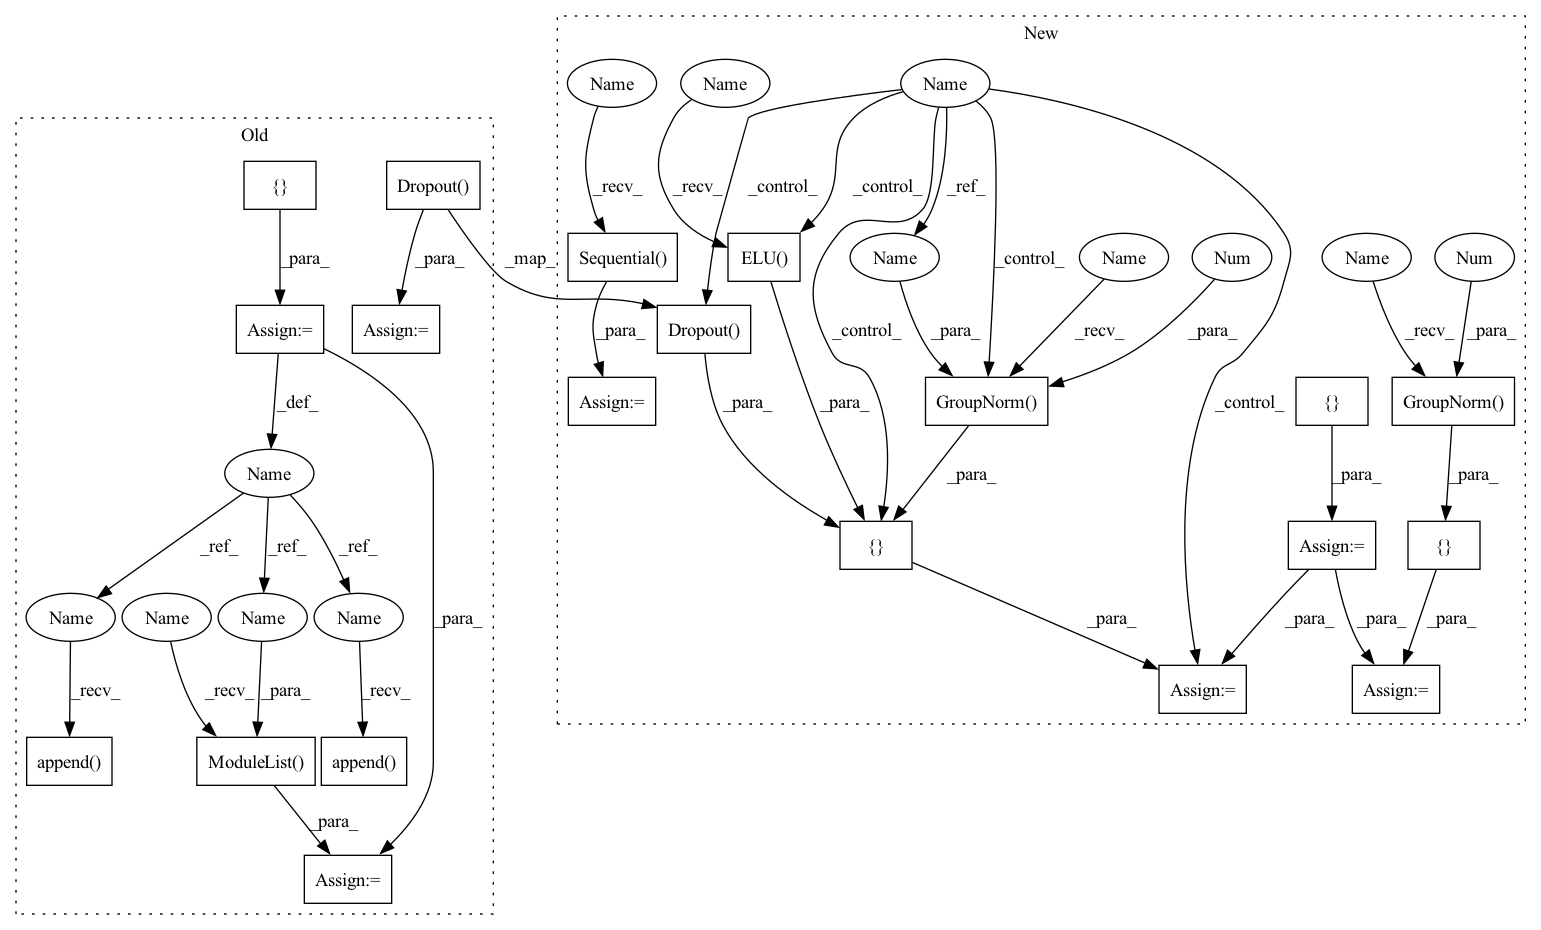 New
Name
Name
Name
Old
{}
Dropout()
_recv_
_recv_
_control_
_control_
_ref_
Sequential()
ELU()
Name
Name
Num
Name
Num
_para_
_para_
_map_
_control_
Assign:=
Assign:=
Dropout()
_para_
_control_
_para_
_recv_
_para_
_recv_
_para_
_def_
Assign:=
_para_
_para_
GroupNorm()
_control_
{}
GroupNorm()
Name
_para_
_para_
_para_
_ref_
_ref_
_ref_
{}
Assign:=
{}
Name
Name
Name
Name
_para_
_para_
_para_
_para_
_para_
_recv_
_recv_
_para_
_recv_
Assign:=
Assign:=
append()
ModuleList()
append()
_para_
Assign:=